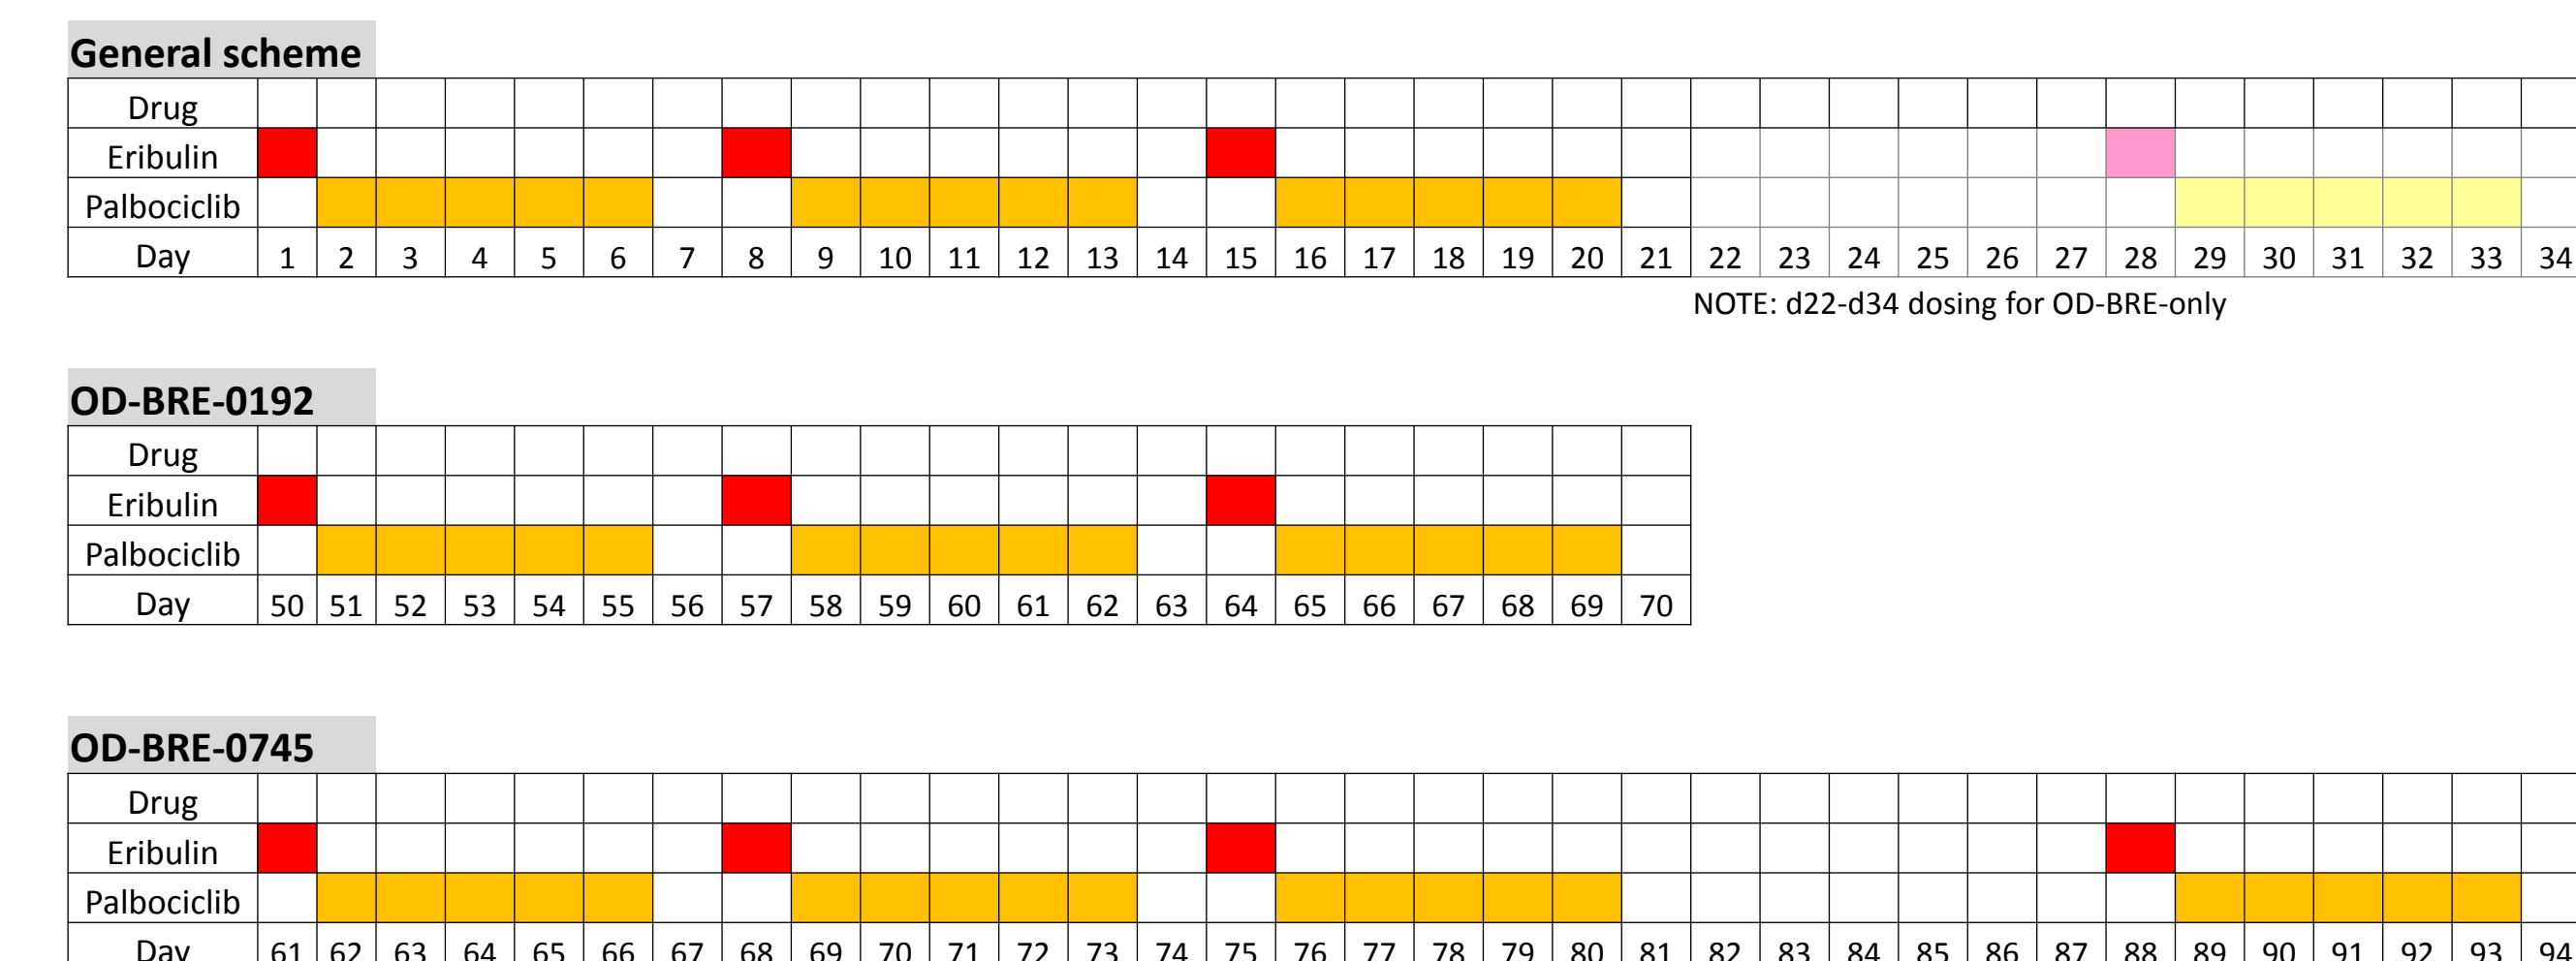 General scheme
Drug
Eribulin
Palbociclib
Day 1 2 3 4 5 6 7 8 9 10 11 12 13 14 15 16 17 18 19 20 21 22 23 24 25 26 27 28 29 30 31 32 33 34
NOTE: d22-d34 dosing for OD-BRE-only
OD-BRE-0192
Drug
Eribulin
Palbociclib
Day 50 51 52 53 54 55 56 57 58 59 60 61 62 63 64 65 66 67 68 69 70
OD-BRE-0745
Drug
Eribulin
Palbociclib
Day 61 62 63 64 65 66 67 68 69 70 71 72 73 74 75 76 77 78 79 80 81 82 83 84 85 86 87 88 89 90 91 92 93 94